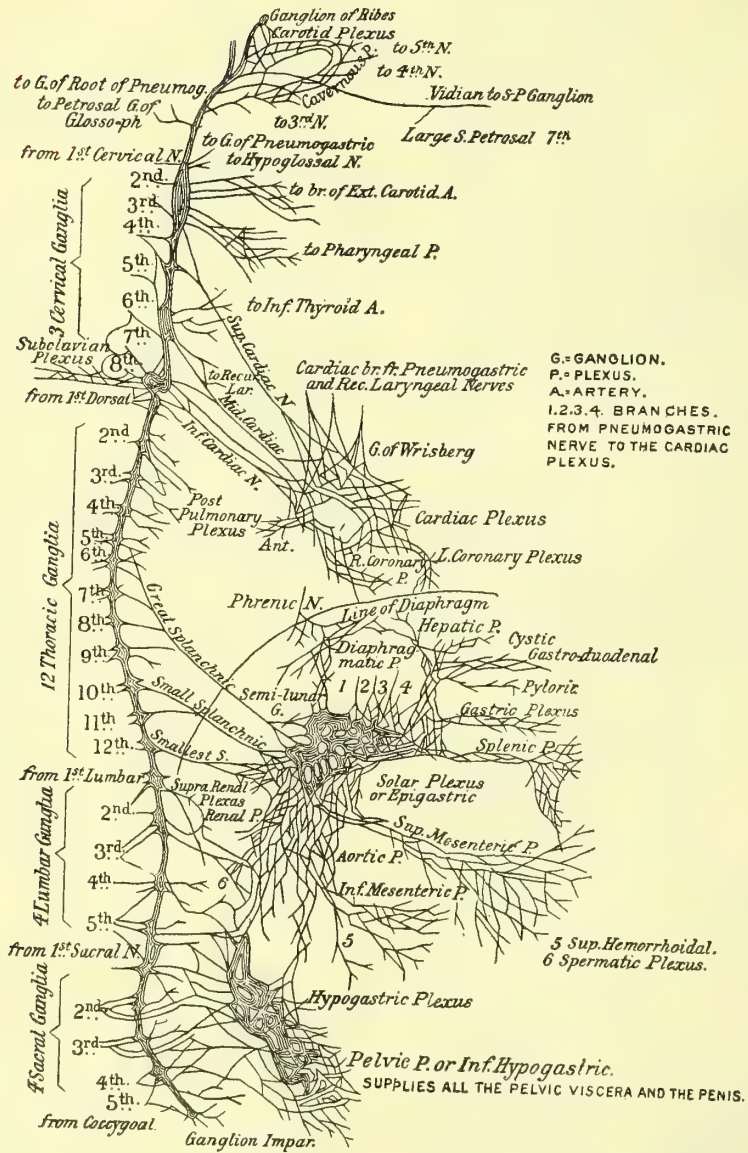 Ganglion of Ribes
Carotid Plexus
to 5th N.
to 4th N.
Cavernous P.
to G. of Root of Pneumog.
to Petrosal G. of
Glosso-ph
Vidian to S-P Ganglion
to 3rd N.
Large S. Petrosal 7th
to G. of Pneumogastric
to Hypoglossal N.
from 1st Cervical N.
2nd.
to br. of Ext. Carotid A.
3rd
4th
3 Cervical Ganglia
to Pharyngeal P.
5th
6th
to Inf. Thyroid A.
7th
Subclavian
Plexus
8th
Sup. Cardiac N.
to Recur
Lar.
Mid. Cardiac
Cardiac br. fr. Pneumogastric
and Rec. Laryngeal Nerves
G.=GANGLION.
P.=PLEXUS.
A.=ARTERY.
1.2.3.4. BRANCHES.
FROM PNEUMOGASTRIC
NERVE TO THE CARDIAC
PLEXUS.
from 1st Dorsal
Inf. Cardiac N.
G. of Wrisberg
2nd
3rd.
4th
5th
6th
Post
Pulmonary
Plexus
Ant.
Cardiac Plexus
R. Coronary
P.
L. Coronary Plexus
12 Thoracic Ganglia
7th
8th
9th
10th
11th
12th
Great Splanchnic
Phrenic N.
Line of Diaphragm
Hepatic P.
Diaphrag
matic P.
Cystic
Gastro-duodenal
Small Splanchnic
Semi-lunar
G.
1 2 3 4
Pyloric
Gastric Plexus
Smallest S.
Splenic P.
from 1st Lumbar
Supra Renal
Plexas
Renal P.
Solar Plexus
or Epigastric
2nd
Sup. Mesenteric P.
3rd
4 Lumbar Ganglia
Aortic P.
4th
6
Inf. Mesenteric P.
5th
5
from 1st Sacral N.
5 Sup. Hemorrhoidal.
6 Spermatic Plexus.
4 Sacral Ganglia
2nd
Hypogastric Plexus
3rd
Pelvic P. or Inf. Hypogastric.
SUPPLIES ALL THE PELVIC VISCERA AND THE PENIS.
4th
5th
from Coccygoal
Ganglion Impar.